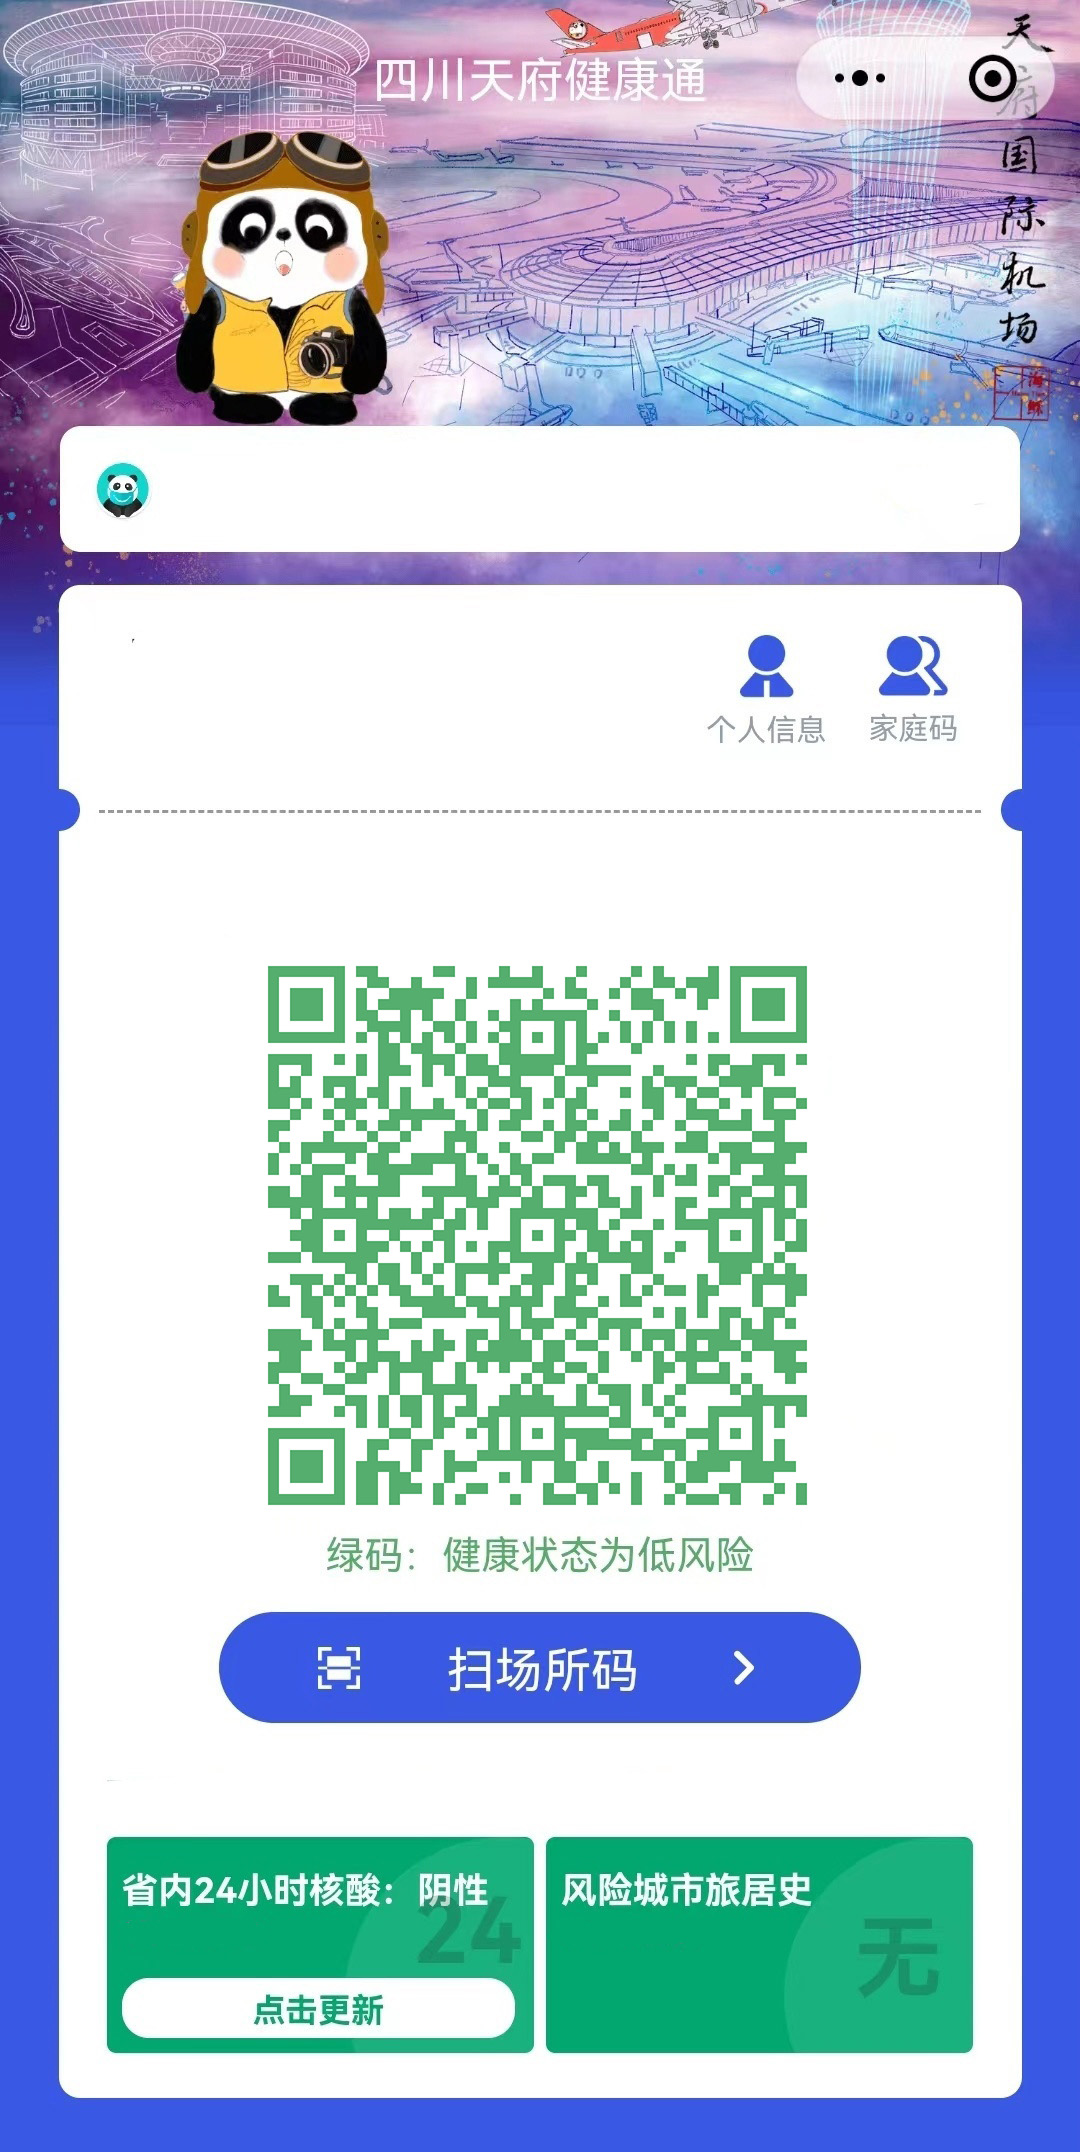 四川天府健康通
天府国际机场
个人信息
家庭码
绿码：健康状态为低风险
扫场所码
省内24小时核酸：阴性
24
点击更新
风险城市旅居史
无